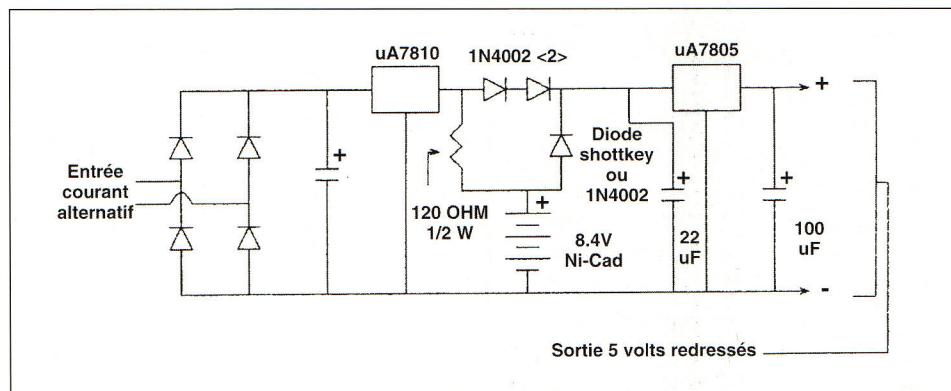 uA7810
1N4002 <2>
uA7805
+
+
+
+
+
Entrée
courant
alternatif
Diode
shottkey
ou
1N4002
120 OHM
1/2 W
8.4V
Ni-Cad
22
uF
100
uF
-
Sortie 5 volts redressés